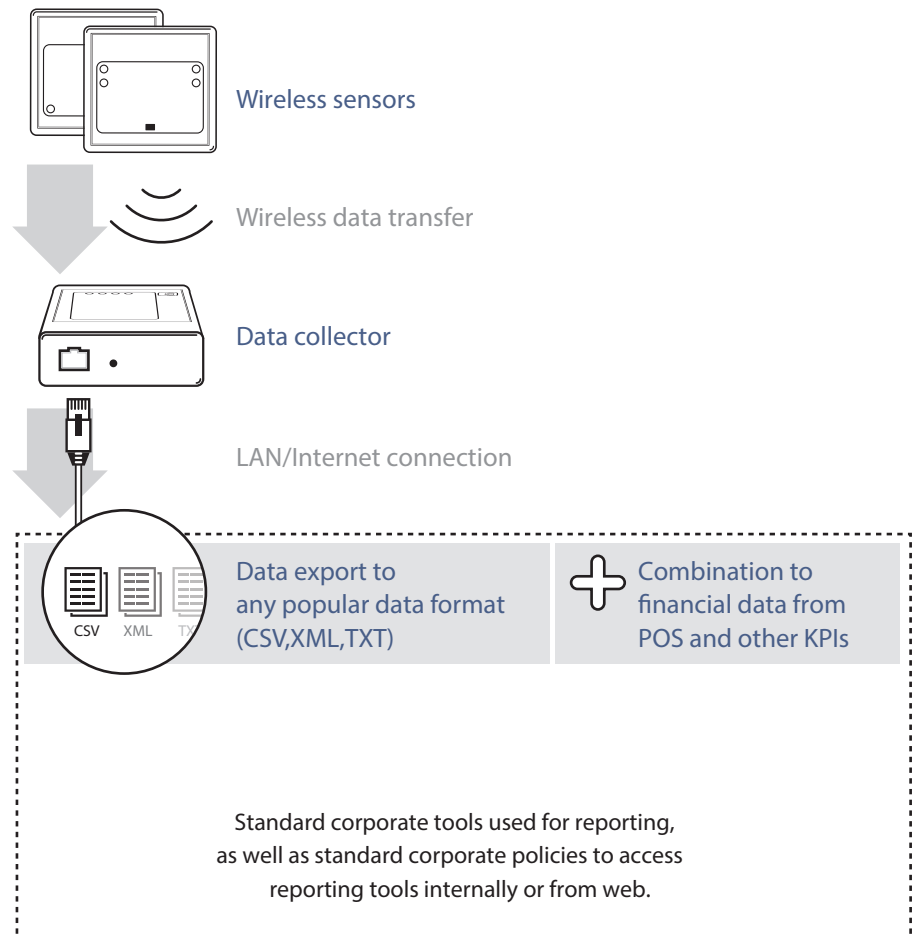 Wireless sensors
Wireless data transfer
Data collector
LAN/Internet connection
CSV
XML
Data export to
any popular data format
(CSV,XML,TXT)
Combination to
financial data from
POS and other KPIs
Standard corporate tools used for reporting,
as well as standard corporate policies to access
reporting tools internally or from web.